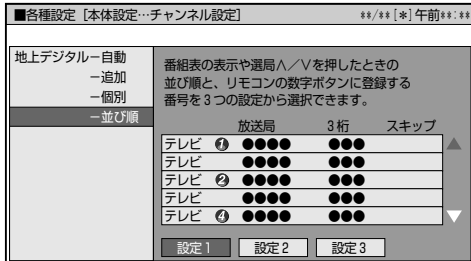 ■各種設定［本体設定…チャンネル設定］ **/**[*]午前**:**
地上デジタルー自動
ー追加
ー個別
ー並び順
番組表の表示や選局∧／∨を押したときの
並び順と、リモコンの数字ボタンに登録する
番号を3つの設定から選択できます。
放送局 3桁 スキップ
テレビ ❶ ●●●● ●●●
テレビ ●●●● ●●●
テレビ ❷ ●●●● ●●●
テレビ ●●●● ●●●
テレビ ❹ ●●●● ●●●
設定1 設定2 設定3